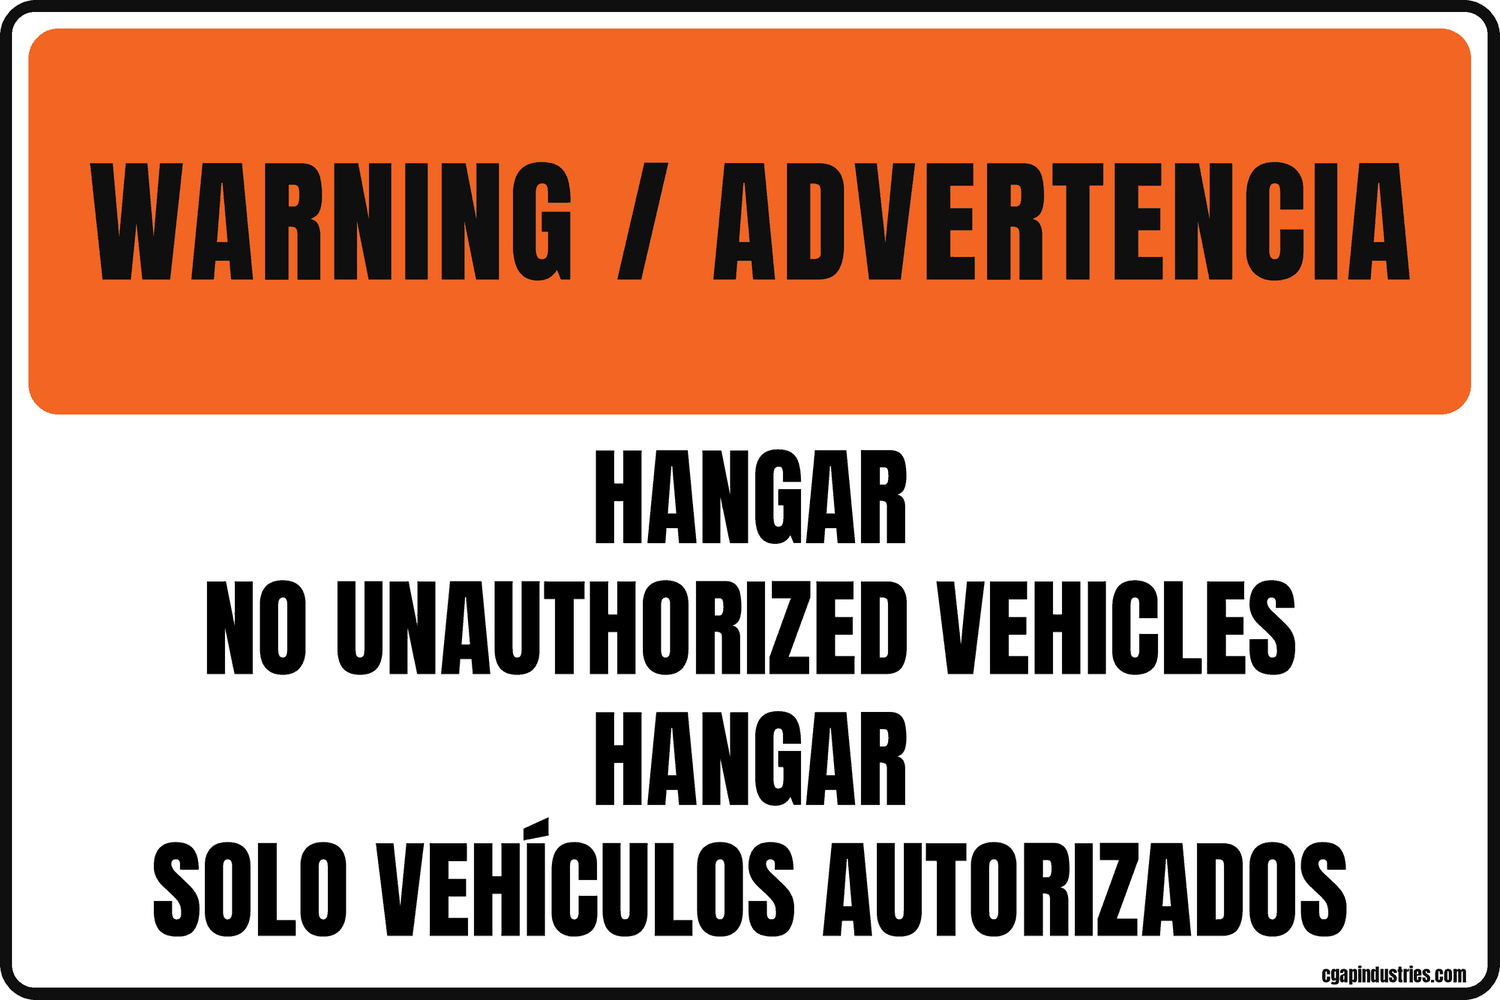 WARNING / ADVERTENCIA
HANGAR
NO UNAUTHORIZED VEHICLES
HANGAR
SOLO VEHÍCULOS AUTORIZADOS
cgapindustries.com